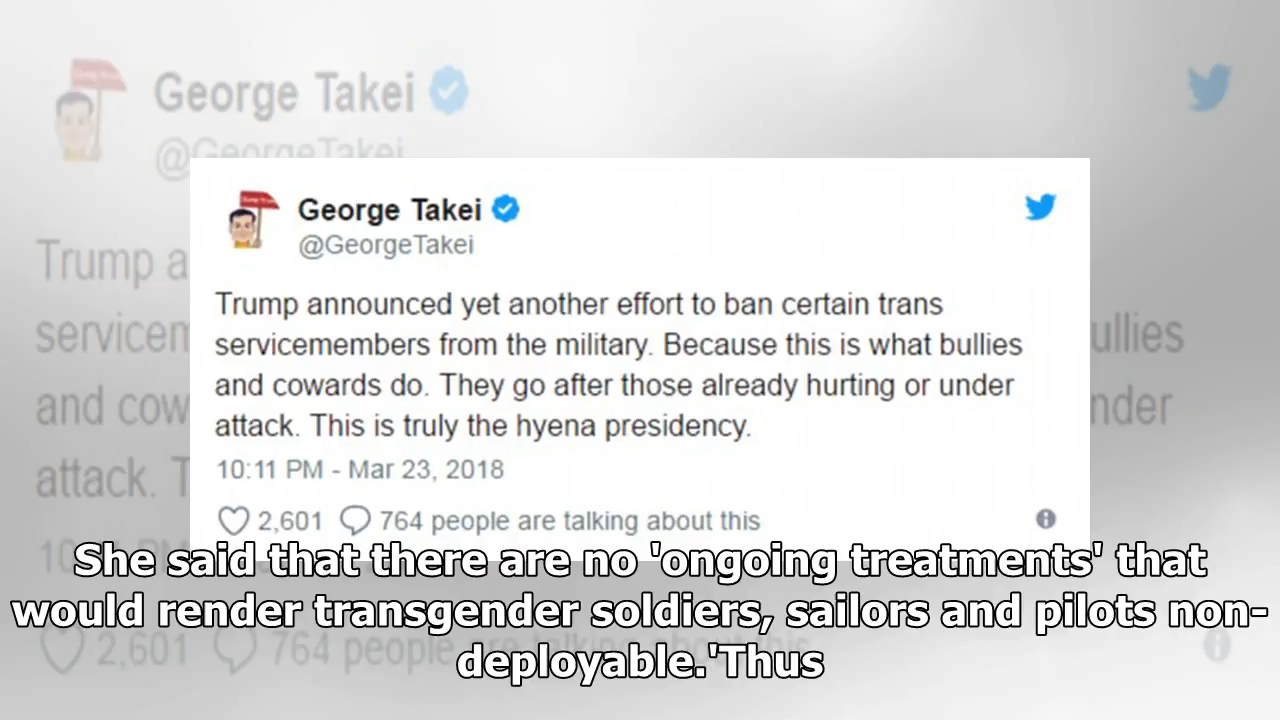 George Takei
@GeorgeTakei
Trump announced yet another effort to ban certain trans
servicemembers from the military. Because this is what bullies
and cowards do. They go after those already hurting or under
attack. This is truly the hyena presidency.
10:11 PM - Mar 23, 2018
2,601 764 people are talking about this
She said that there are no 'ongoing treatments' that
would render transgender soldiers, sailors and pilots non-
deployable.'Thus